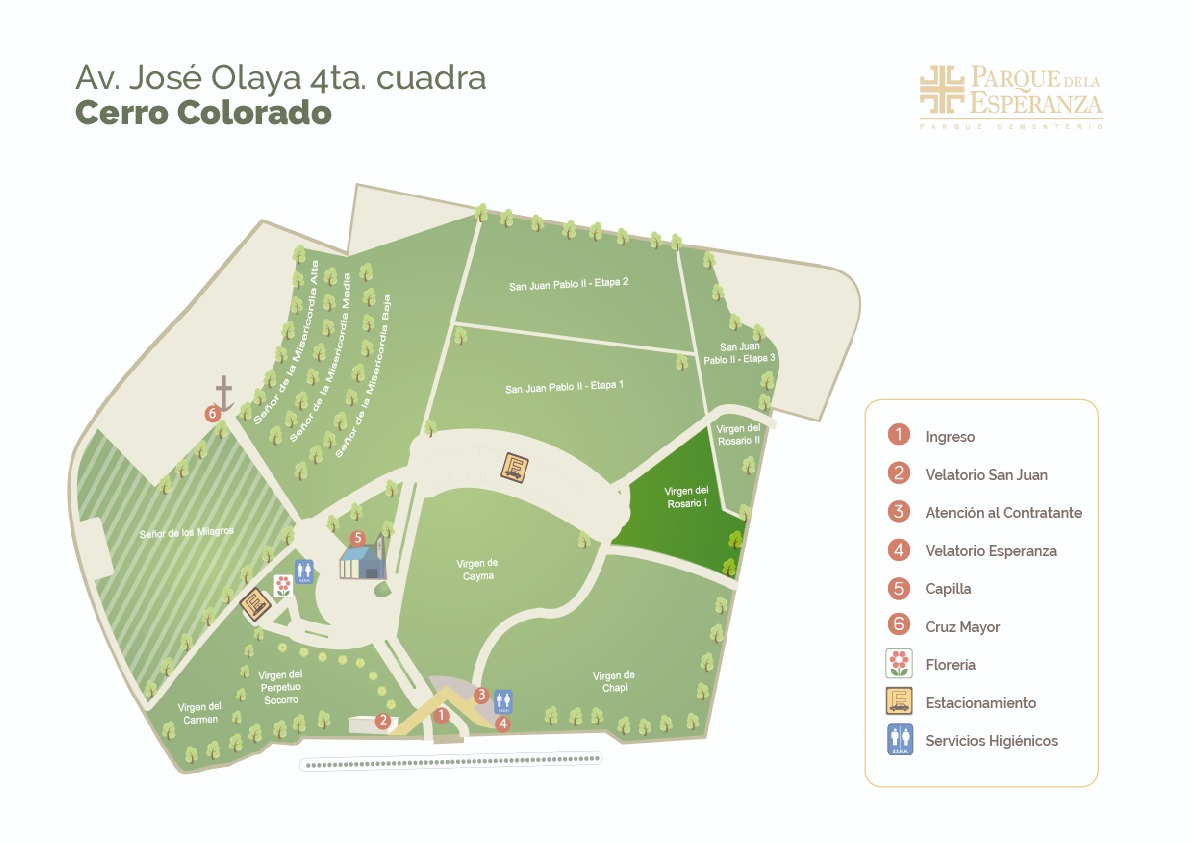 Av. José Olaya 4ta. cuadra
Cerro Colorado
PARQUE DE LA
ESPERANZA
PARQUE CEMENTERIO
San Juan Pablo II - Etapa 2
Señor de la Misericordia Alta
Señor de la Misericordia Media
Señor de la Misericordia Baja
San Juan
Pablo II - Etapa 3
San Juan Pablo II - Etapa 1
6
Virgen del
Rosario II
E
Virgen del
Rosario I
Señor de los Milagros
5
Virgen de
Cayma
E
Virgen del
Perpetuo
Socorro
Virgen de
Chapi
Virgen del
Carmen
2
1
3
4
1 Ingreso
2 Velatorio San Juan
3 Atención al Contratante
4 Velatorio Esperanza
5 Capilla
6 Cruz Mayor
Florería
E Estacionamiento
S.S.H.H. Servicios Higiénicos